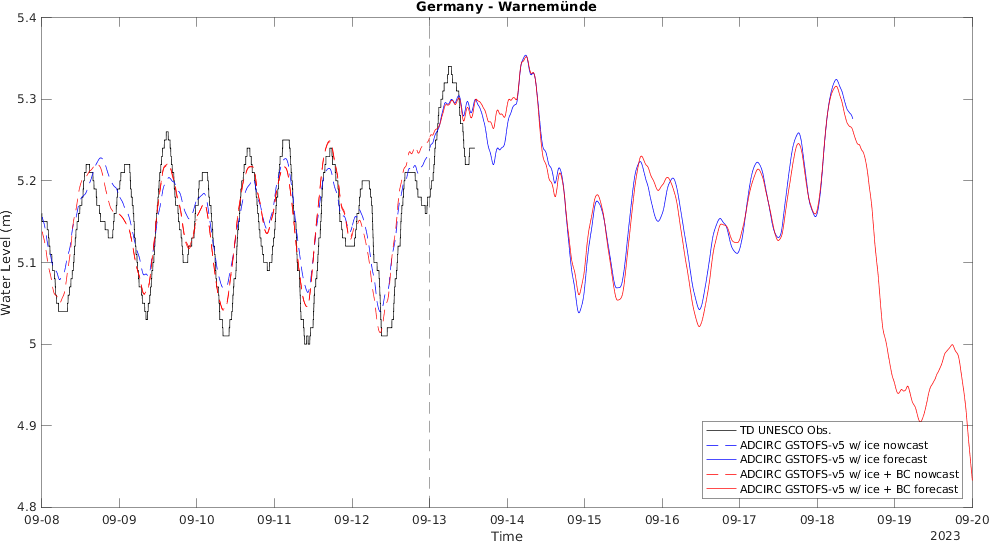 Germany - Warnemünde
5.4
5.3
5.2
5.1
5
4.9
4.8
Water Level (m)
TD UNESCO Obs.
ADCIRC GSTOFS-v5 w/ ice nowcast
ADCIRC GSTOFS-v5 w/ ice forecast
ADCIRC GSTOFS-v5 w/ ice + BC nowcast
ADCIRC GSTOFS-v5 w/ ice + BC forecast
09-08 09-09 09-10 09-11 09-12 09-13 09-14 09-15 09-16 09-17 09-18 09-19 09-20
Time
2023